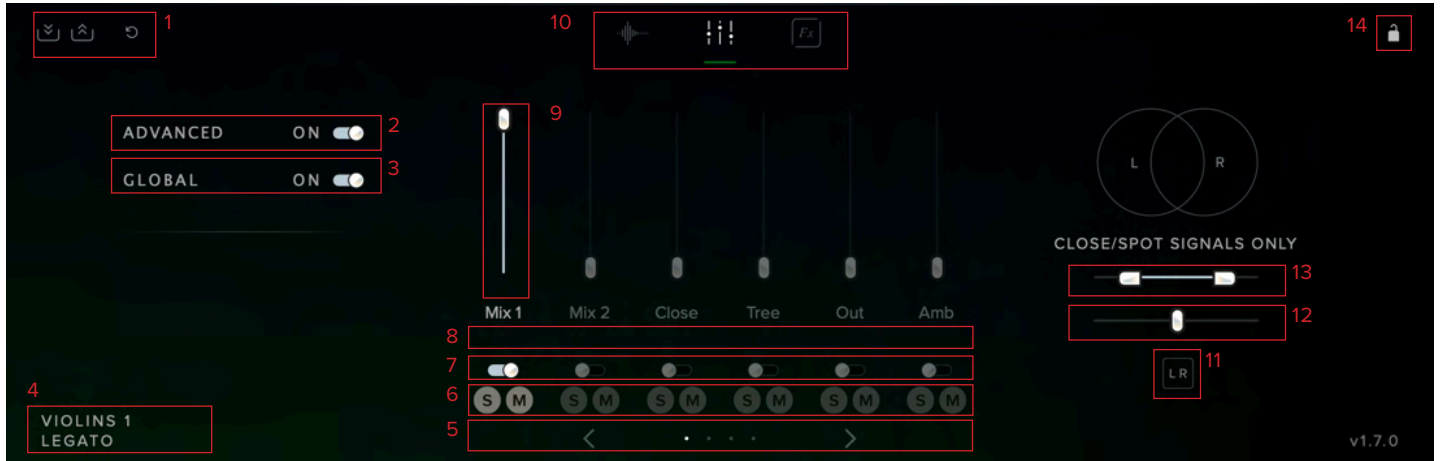 1
10
Fx
14
ADVANCED ON 2
GLOBAL ON 3
9
L R
CLOSE/SPOT SIGNALS ONLY
13
12
Mix 1 Mix 2 Close Tree Out Amb
8
7
11
L R
6 S M S M S M S M S M S M
5
4
VIOLINS 1
LEGATO
v1.7.0